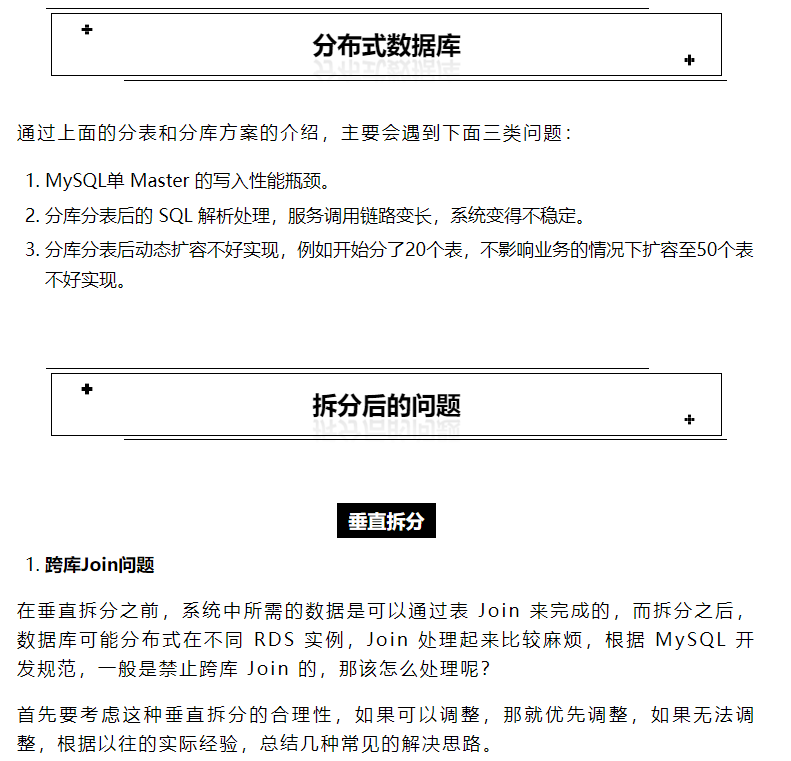 分布式数据库
通过上面的分表和分库方案的介绍，主要会遇到下面三类问题：
1. MySQL单 Master 的写入性能瓶颈。
2. 分库分表后的 SQL 解析处理，服务调用链路变长，系统变得不稳定。
3. 分库分表后动态扩容不好实现，例如开始分了20个表，不影响业务的情况下扩容至50个表
不好实现。
拆分后的问题
垂直拆分
1. 跨库Join问题
在垂直拆分之前，系统中所需的数据是可以通过表 Join 来完成的，而拆分之后，
数据库可能分布式在不同 RDS 实例，Join 处理起来比较麻烦，根据 MySQL 开
发规范，一般是禁止跨库 Join 的，那该怎么处理呢？
首先要考虑这种垂直拆分的合理性，如果可以调整，那就优先调整，如果无法调
整，根据以往的实际经验，总结几种常见的解决思路。